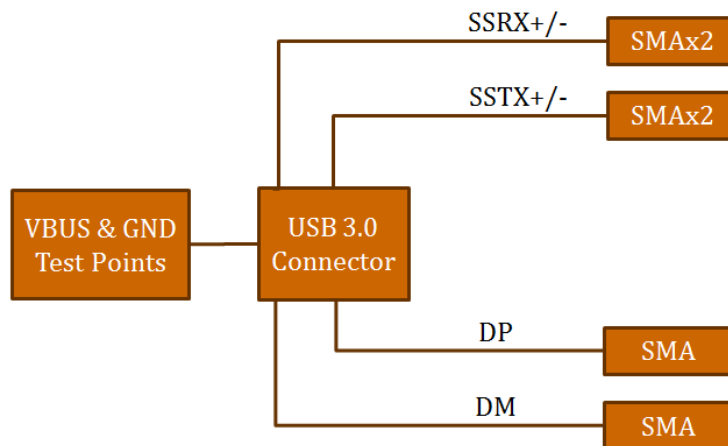 SSRX+/-
SMAx2
SSTX+/-
SMAx2
VBUS & GND
Test Points
USB 3.0
Connector
DP
SMA
DM
SMA